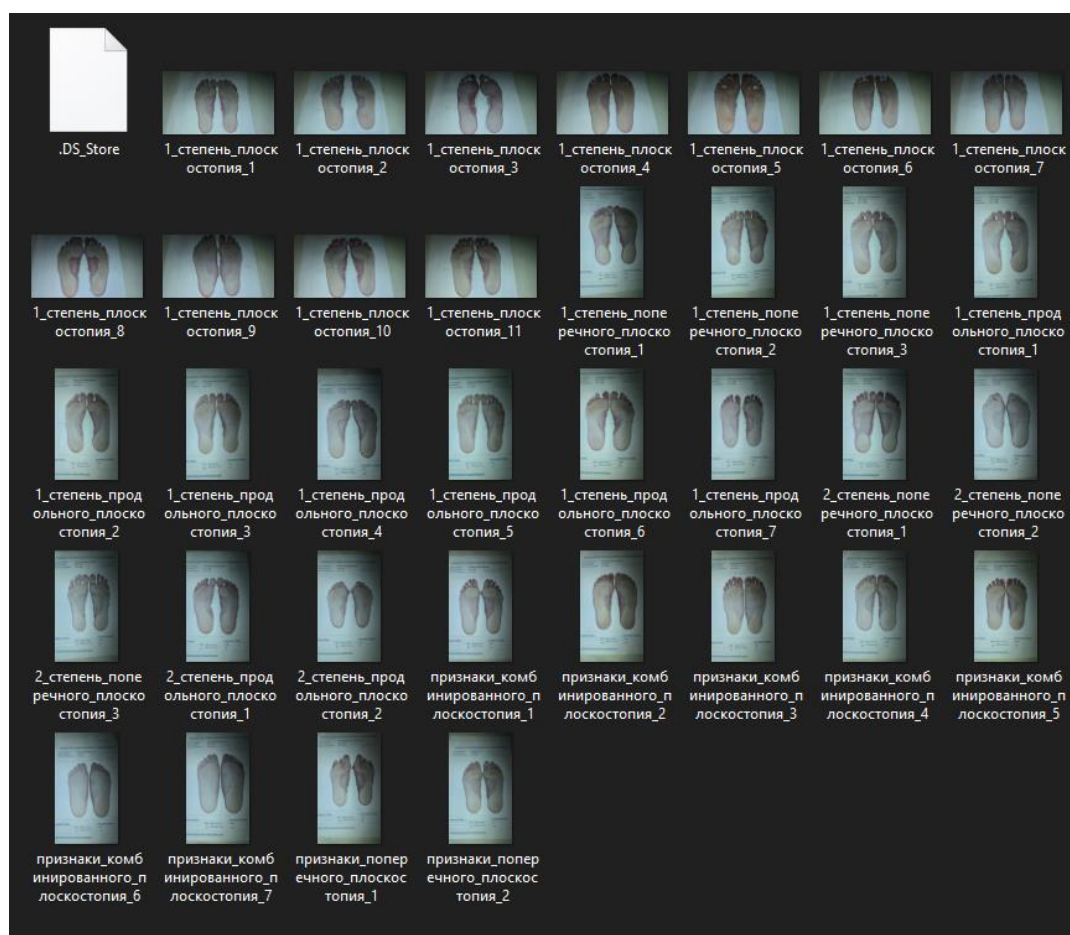 .DS_Store
1_степень_плоск
остопия_1
1_степень_плоск
остопия_2
1_степень_плоск
остопия_3
1_степень_плоск
остопия_4
1_степень_плоск
остопия_5
1_степень_плоск
остопия_6
1_степень_плоск
остопия_7
1_степень_плоск
остопия_8
1_степень_плоск
остопия_9
1_степень_плоск
остопия_10
1_степень_плоск
остопия_11
1_степень_попе
речного_плоско
стопия_1
1_степень_попе
речного_плоско
стопия_2
1_степень_попе
речного_плоско
стопия_3
1_степень_прод
ольного_плоско
стопия_1
1_степень_прод
ольного_плоско
стопия_2
1_степень_прод
ольного_плоско
стопия_3
1_степень_прод
ольного_плоско
стопия_4
1_степень_прод
ольного_плоско
стопия_5
1_степень_прод
ольного_плоско
стопия_6
1_степень_прод
ольного_плоско
стопия_7
2_степень_попе
речного_плоско
стопия_1
2_степень_попе
речного_плоско
стопия_2
2_степень_попе
речного_плоско
стопия_3
2_степень_прод
ольного_плоско
стопия_1
2_степень_прод
ольного_плоско
стопия_2
признаки_комб
инированного_п
лоскостопия_1
признаки_комб
инированного_п
лоскостопия_2
признаки_комб
инированного_п
лоскостопия_3
признаки_комб
инированного_п
лоскостопия_4
признаки_комб
инированного_п
лоскостопия_5
признаки_комб
инированного_п
лоскостопия_6
признаки_комб
инированного_п
лоскостопия_7
признаки_попер
ечного_плоскос
топия_1
признаки_попер
ечного_плоскос
топия_2